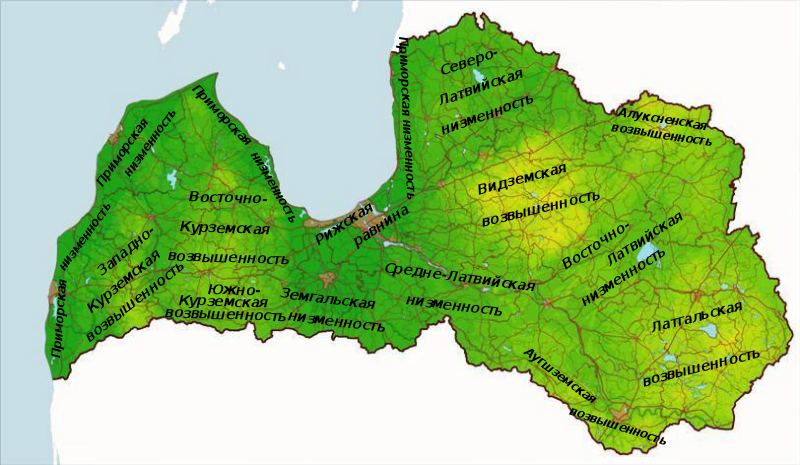 Приморская низменность
Северо-
Латвийская
низменность
Алуксненская
возвышенность
Приморская
низменность
Приморская
низменность
Видземская
возвышенность
Восточно-
Курземская
возвышенность
Рижская
равнина
Приморская
низменность
Западно-
Курземская
возвышенность
Восточно-
Латвийская
низменность
Средне-Латвийская
низменность
Южно-
Курземская
возвышенность
Земгальская
низменность
Латгальская
возвышенность
Аугшземская
возвышенность